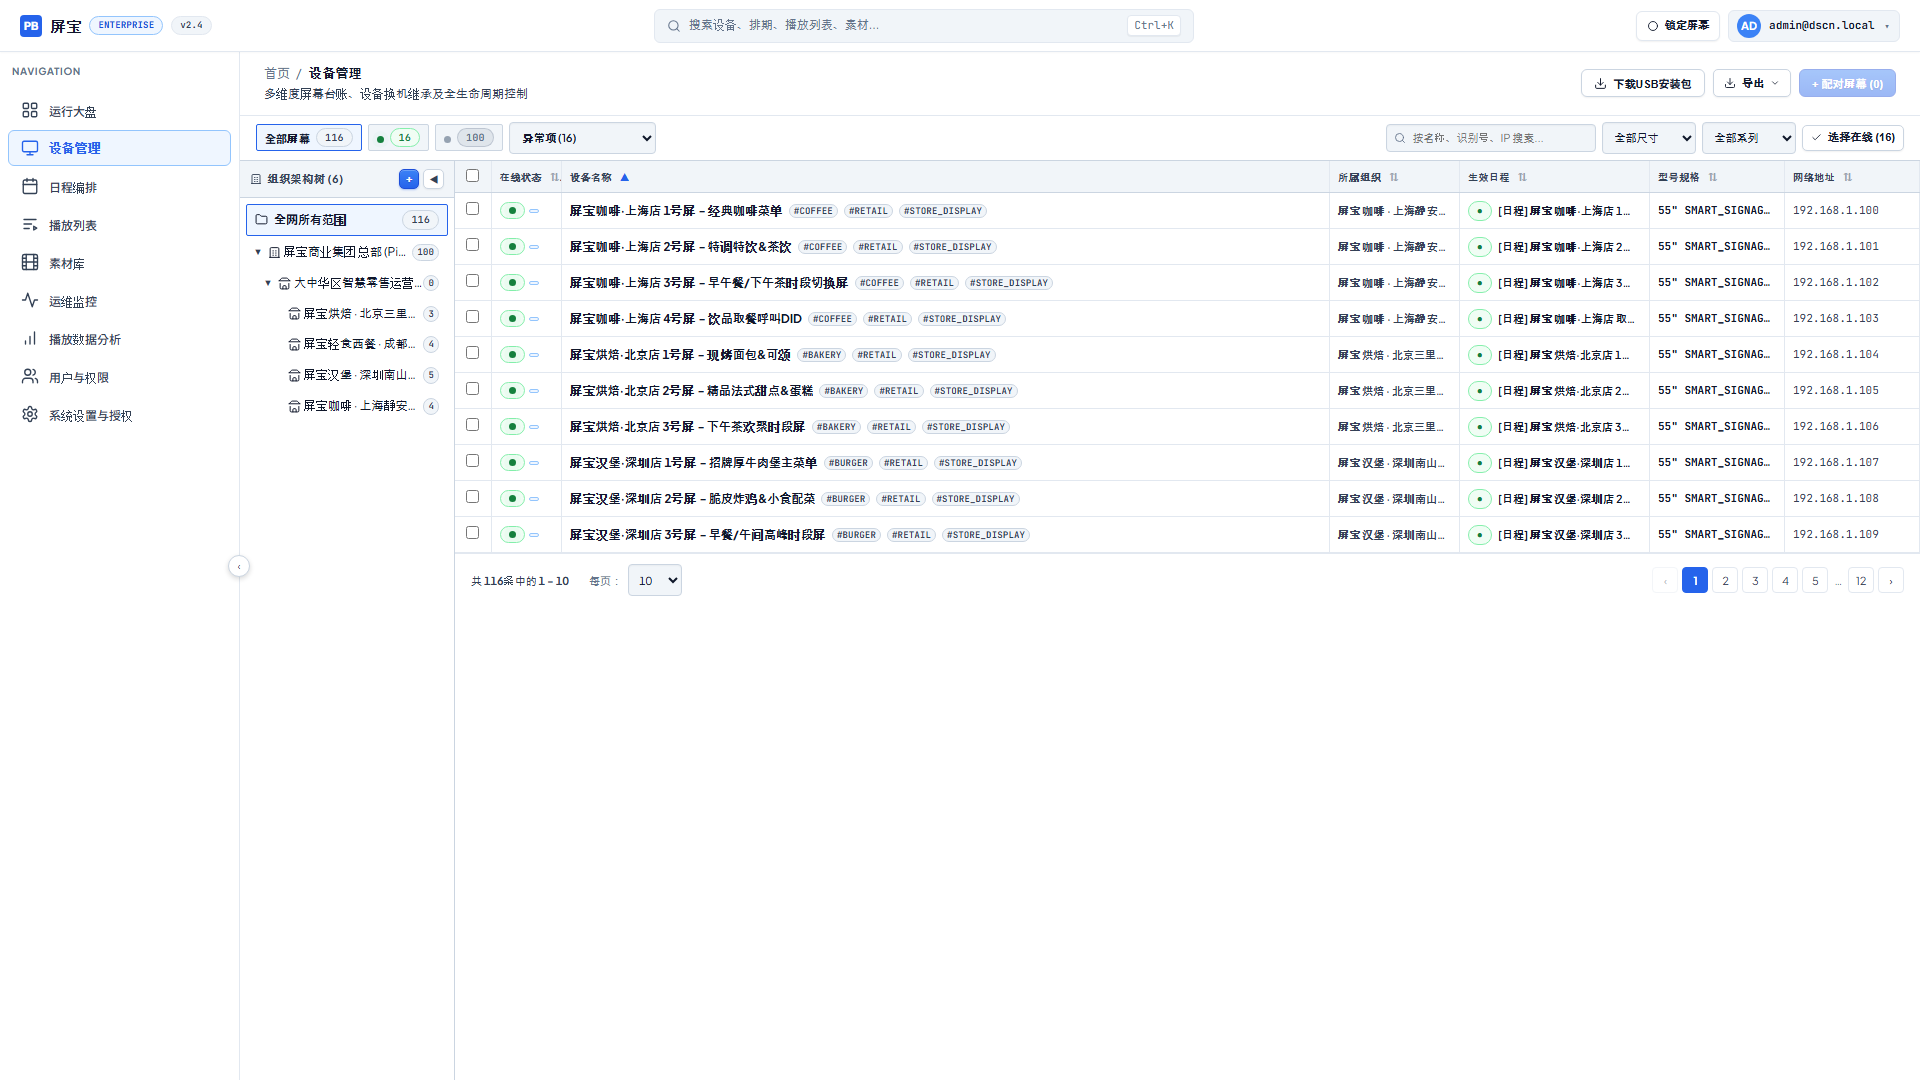 PB 屏宝 ENTERPRISE v2.4
搜索设备、排期、播放列表、素材... Ctrl+K
锁定屏幕
AD admin@dscn.local
NAVIGATION
运行大盘
设备管理
日程编排
播放列表
素材库
运维监控
播放数据分析
用户与权限
系统设置与授权
首页 / 设备管理
多维度屏幕台账、设备换机继承及全生命周期控制
下载USB安装包
导出
+ 配对屏幕 (0)
全部屏幕 116
16
100
异常项(16)
按名称、识别号、IP 搜索...
全部尺寸
全部系列
选择在线 (16)
组织架构树 (6)
全网所有范围 116
屏宝商业集团总部 (Pi... 100
大中华区智慧零售运营... 0
屏宝烘焙 · 北京三里... 3
屏宝轻食西餐 · 成都... 4
屏宝汉堡 · 深圳南山... 5
屏宝咖啡 · 上海静安... 4
在线状态 设备名称 所属组织 生效日程 型号规格 网络地址
屏宝咖啡·上海店 1号屏 – 经典咖啡菜单 #COFFEE #RETAIL #STORE_DISPLAY 屏宝咖啡 · 上海静安... [日程] 屏宝咖啡·上海店 1... 55" SMART_SIGNAG... 192.168.1.100
屏宝咖啡·上海店 2号屏 – 特调特饮&茶饮 #COFFEE #RETAIL #STORE_DISPLAY 屏宝咖啡 · 上海静安... [日程] 屏宝咖啡·上海店 2... 55" SMART_SIGNAG... 192.168.1.101
屏宝咖啡·上海店 3号屏 – 早午餐/下午茶时段切换屏 #COFFEE #RETAIL #STORE_DISPLAY 屏宝咖啡 · 上海静安... [日程] 屏宝咖啡·上海店 3... 55" SMART_SIGNAG... 192.168.1.102
屏宝咖啡·上海店 4号屏 – 饮品取餐呼叫DID #COFFEE #RETAIL #STORE_DISPLAY 屏宝咖啡 · 上海静安... [日程] 屏宝咖啡·上海店 取... 55" SMART_SIGNAG... 192.168.1.103
屏宝烘焙·北京店 1号屏 – 现烤面包&可颂 #BAKERY #RETAIL #STORE_DISPLAY 屏宝烘焙 · 北京三里... [日程] 屏宝烘焙·北京店 1... 55" SMART_SIGNAG... 192.168.1.104
屏宝烘焙·北京店 2号屏 – 精品法式甜点&蛋糕 #BAKERY #RETAIL #STORE_DISPLAY 屏宝烘焙 · 北京三里... [日程] 屏宝烘焙·北京店 2... 55" SMART_SIGNAG... 192.168.1.105
屏宝烘焙·北京店 3号屏 – 下午茶欢聚时段屏 #BAKERY #RETAIL #STORE_DISPLAY 屏宝烘焙 · 北京三里... [日程] 屏宝烘焙·北京店 3... 55" SMART_SIGNAG... 192.168.1.106
屏宝汉堡·深圳店 1号屏 – 招牌厚牛肉堡主菜单 #BURGER #RETAIL #STORE_DISPLAY 屏宝汉堡 · 深圳南山... [日程] 屏宝汉堡·深圳店 1... 55" SMART_SIGNAG... 192.168.1.107
屏宝汉堡·深圳店 2号屏 – 脆皮炸鸡&小食配菜 #BURGER #RETAIL #STORE_DISPLAY 屏宝汉堡 · 深圳南山... [日程] 屏宝汉堡·深圳店 2... 55" SMART_SIGNAG... 192.168.1.108
屏宝汉堡·深圳店 3号屏 – 早餐/午间高峰时段屏 #BURGER #RETAIL #STORE_DISPLAY 屏宝汉堡 · 深圳南山... [日程] 屏宝汉堡·深圳店 3... 55" SMART_SIGNAG... 192.168.1.109
共 116条 中的 1 – 10 每页： 10
‹ 1 2 3 4 5 ... 12 ›